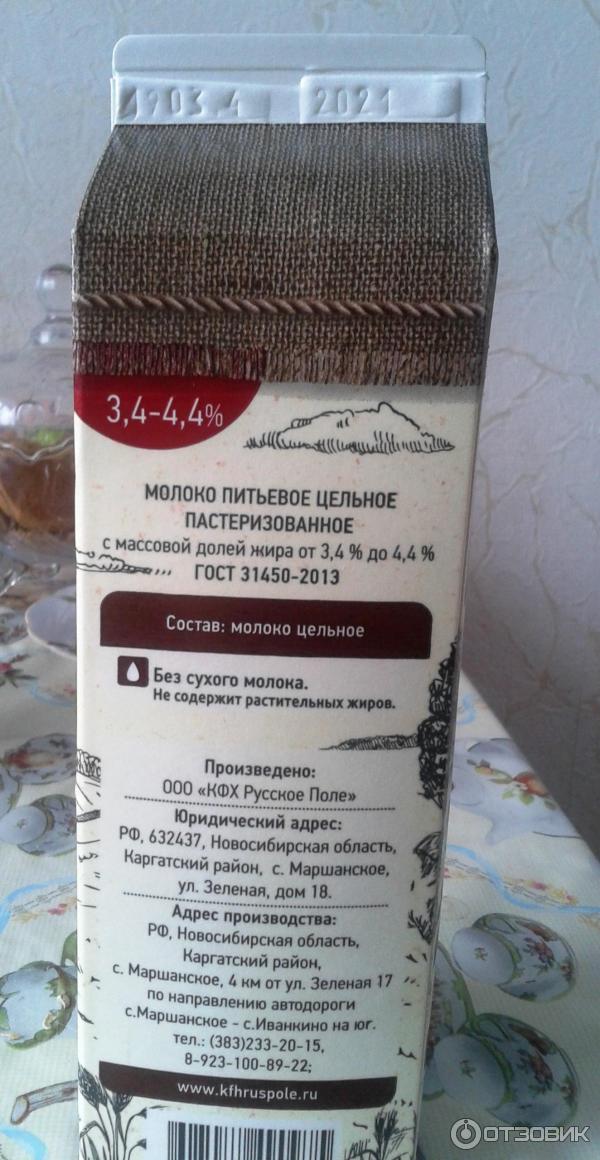 1903.4 2021
3,4-4,4%
МОЛОКО ПИТЬЕВОЕ ЦЕЛЬНОЕ
ПАСТЕРИЗОВАННОЕ
с массовой долей жира от 3,4 % до 4,4 %
ГОСТ 31450-2013
Состав: молоко цельное
Без сухого молока.
Не содержит растительных жиров.
Произведено:
ООО «КФХ Русское Поле»
Юридический адрес:
РФ, 632437, Новосибирская область,
Каргатский район, с. Маршанское,
ул. Зеленая, дом 18.
Адрес производства:
РФ, Новосибирская область,
Каргатский район,
с. Маршанское, 4 км от ул. Зеленая 17
по направлению автодороги
с.Маршанское - с.Иванкино на юг.
тел.: (383)233-20-15,
8-923-100-89-22;
www.kfhruspole.ru
ОТЗОВИК